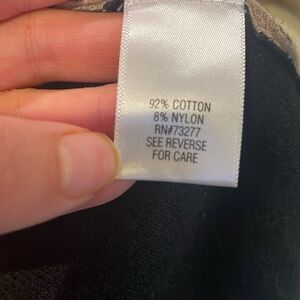 92% COTTON
8% NYLON
RN#73277
SEE REVERSE
FOR CARE